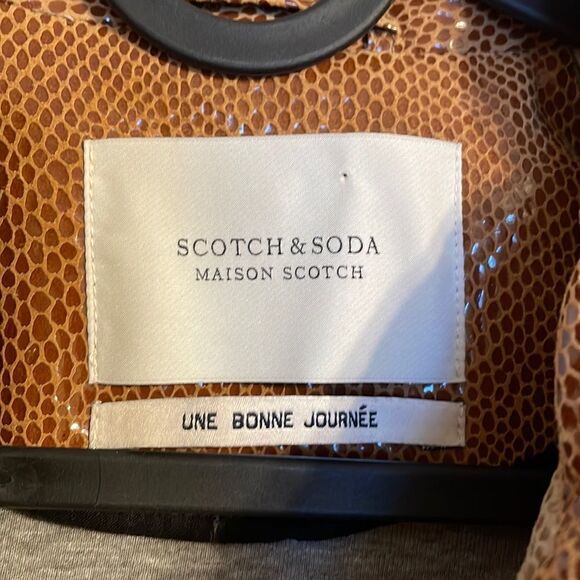 SCOTCH & SODA
MAISON SCOTCH
UNE BONNE JOURNÉE